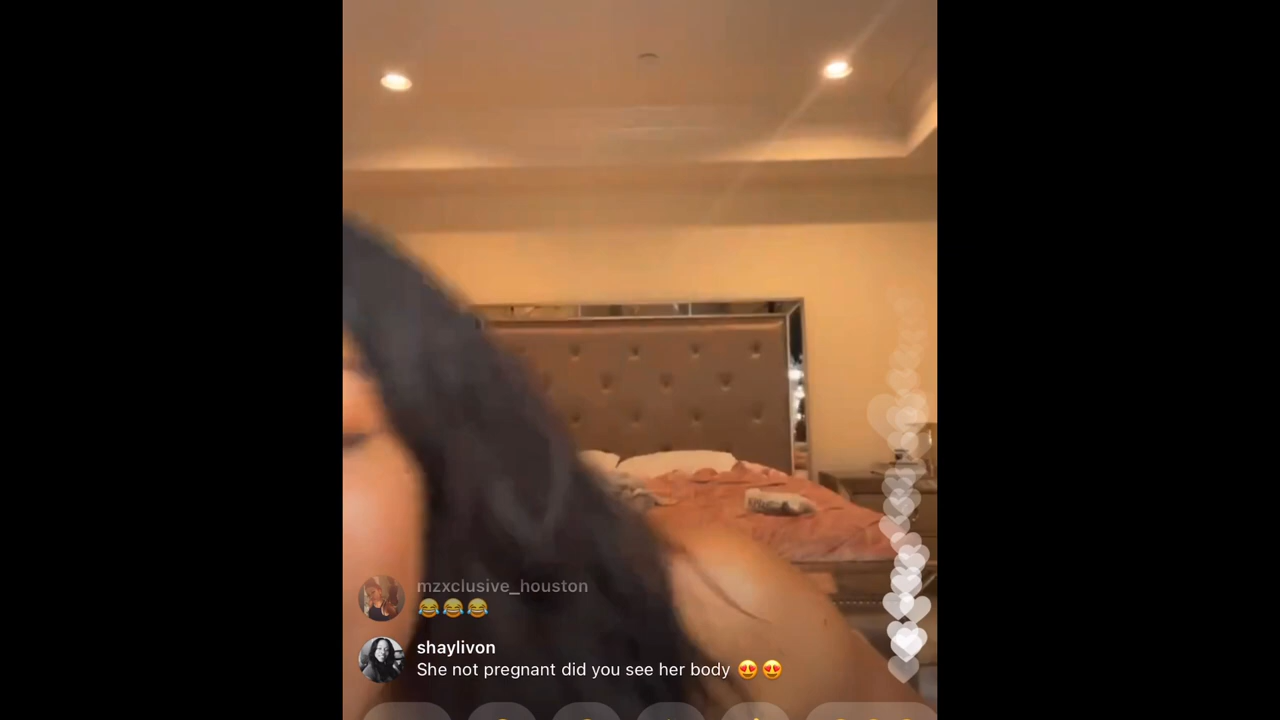 mzxclusive_houston
😂😂😂
shaylivon
She not pregnant did you see her body 😍😍